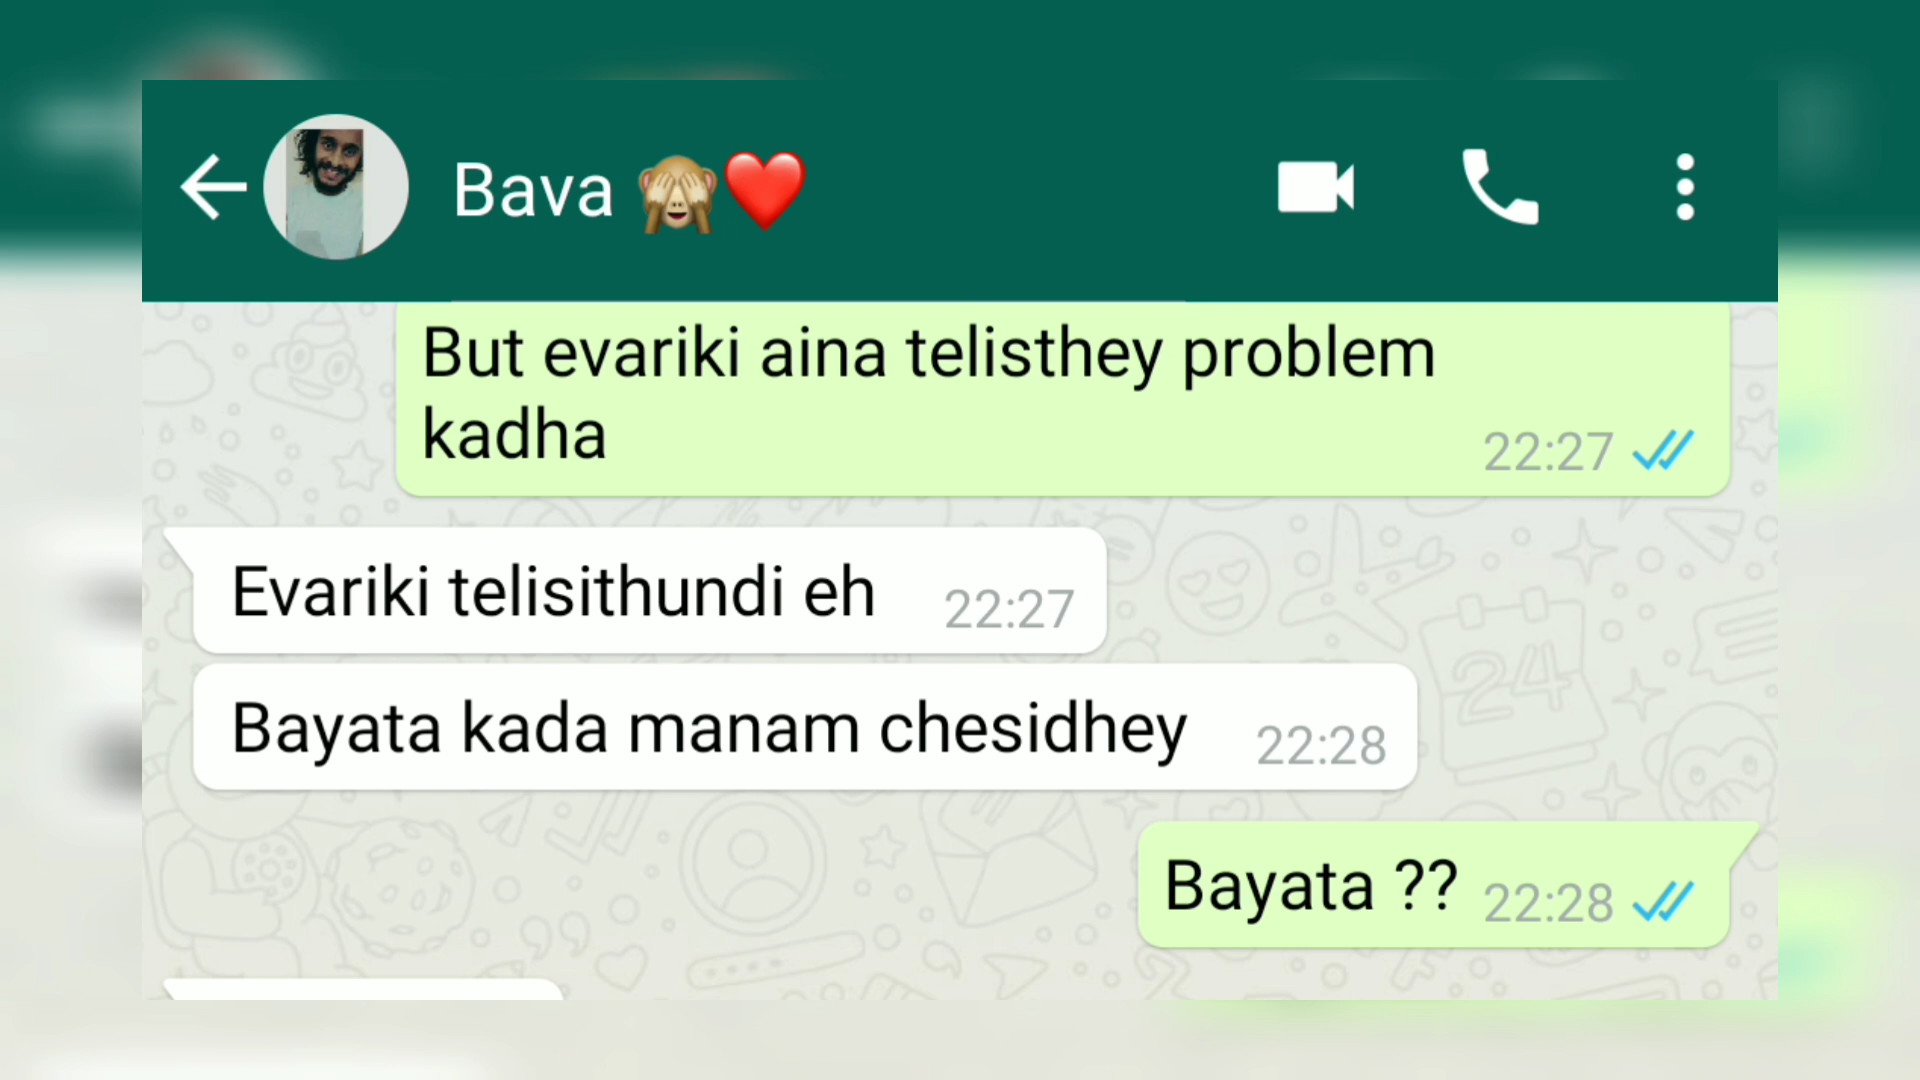 Bava 🙈❤️
But evariki aina telisthey problem
kadha
22:27
Evariki telisithundi eh 22:27
Bayata kada manam chesidhey 22:28
Bayata ?? 22:28